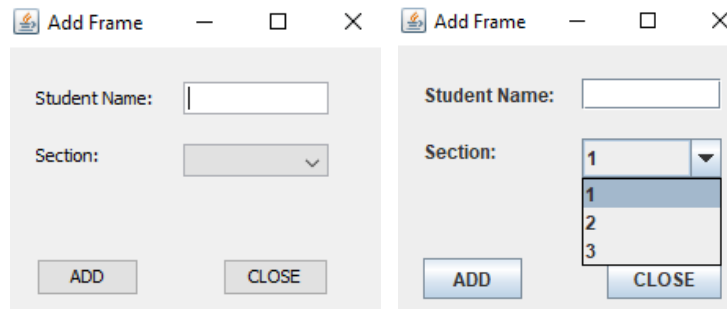 Add Frame
Student Name:
Section:
ADD CLOSE
Add Frame
Student Name:
Section: 1
1
2
3
ADD CLOSE